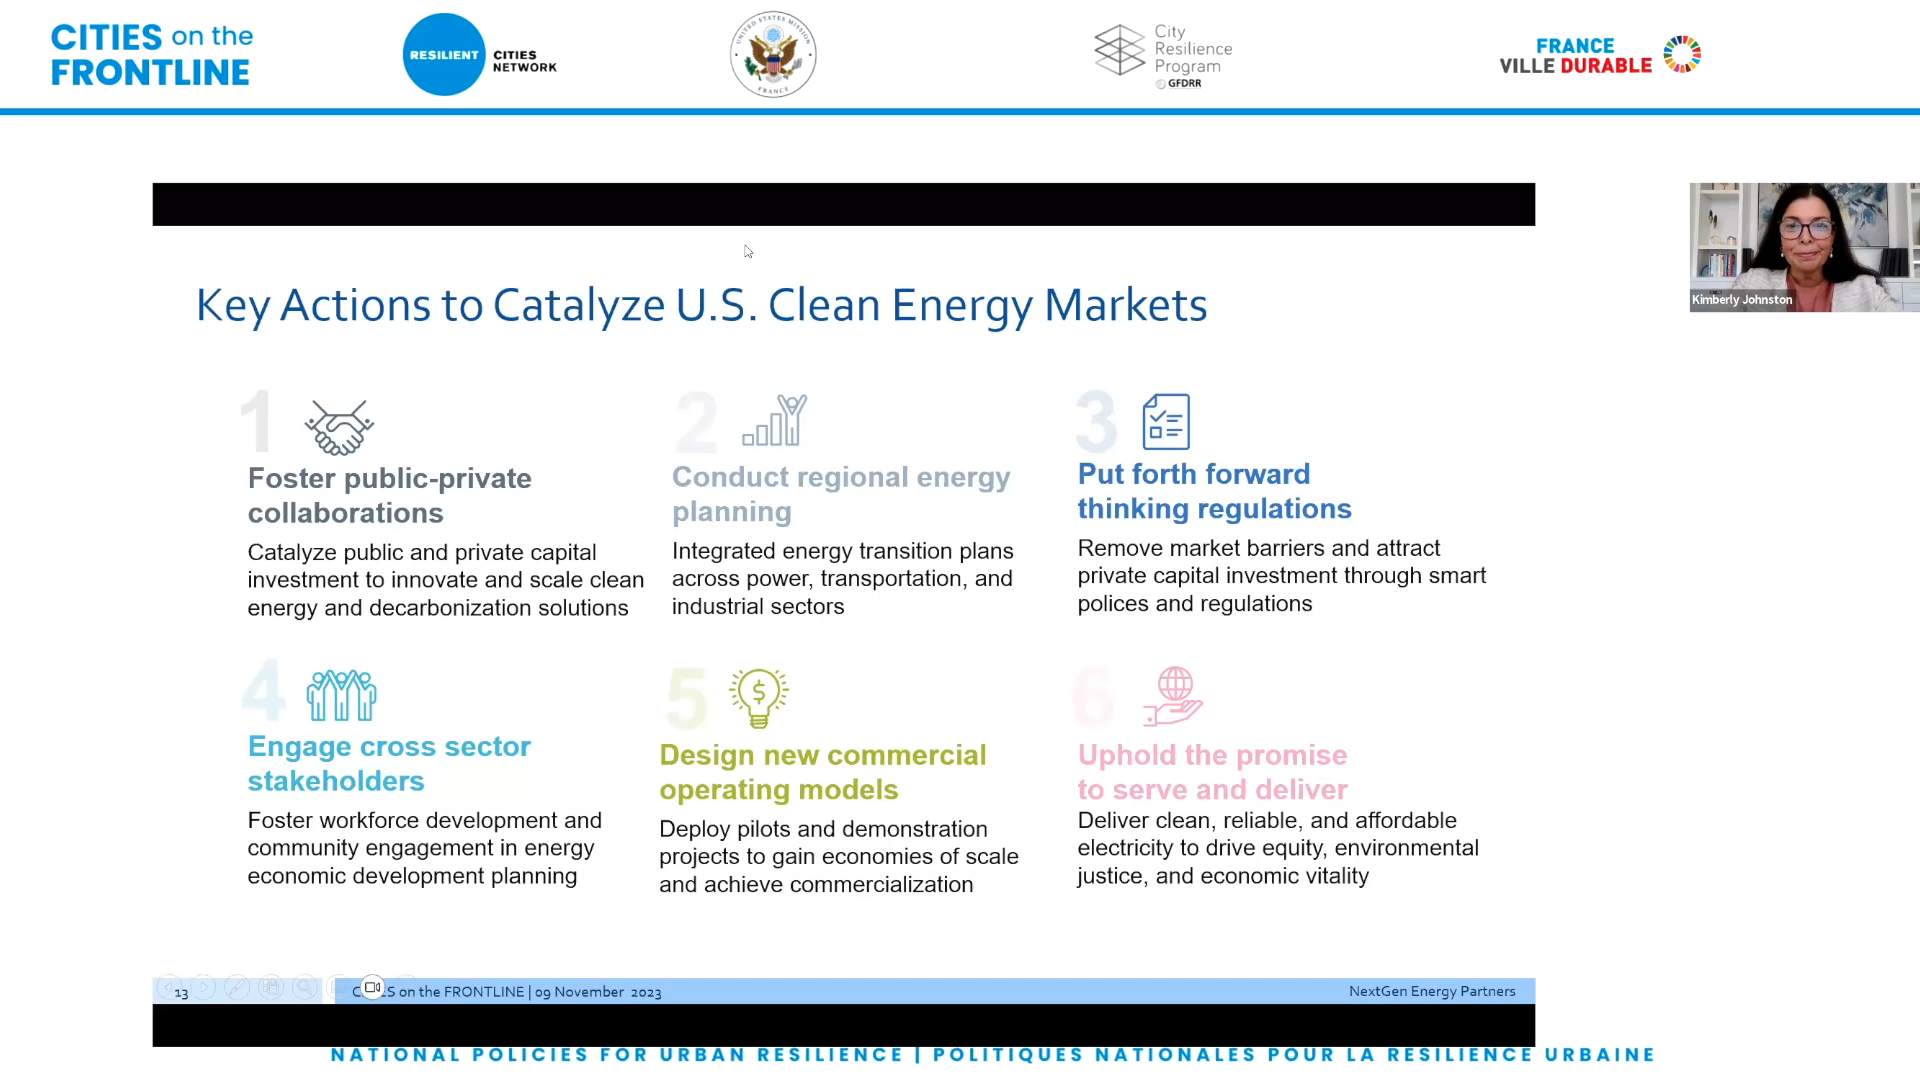 CITIES on the
FRONTLINE
RESILIENT CITIES
NETWORK
UNITED STATES MISSION
FRANCE
City
Resilience
Program
GFDRR
FRANCE
VILLE DURABLE
Kimberly Johnston
Key Actions to Catalyze U.S. Clean Energy Markets
1
Foster public-private
collaborations
Catalyze public and private capital
investment to innovate and scale clean
energy and decarbonization solutions
2
Conduct regional energy
planning
Integrated energy transition plans
across power, transportation, and
industrial sectors
3
Put forth forward
thinking regulations
Remove market barriers and attract
private capital investment through smart
polices and regulations
4
Engage cross sector
stakeholders
Foster workforce development and
community engagement in energy
economic development planning
5
$
Design new commercial
operating models
Deploy pilots and demonstration
projects to gain economies of scale
and achieve commercialization
6
Uphold the promise
to serve and deliver
Deliver clean, reliable, and affordable
electricity to drive equity, environmental
justice, and economic vitality
13
on the FRONTLINE | 09 November 2023
NextGen Energy Partners
NATIONAL POLICIES FOR URBAN RESILIENCE | POLITIQUES NATIONALES POUR LA RESILIENCE URBAINE